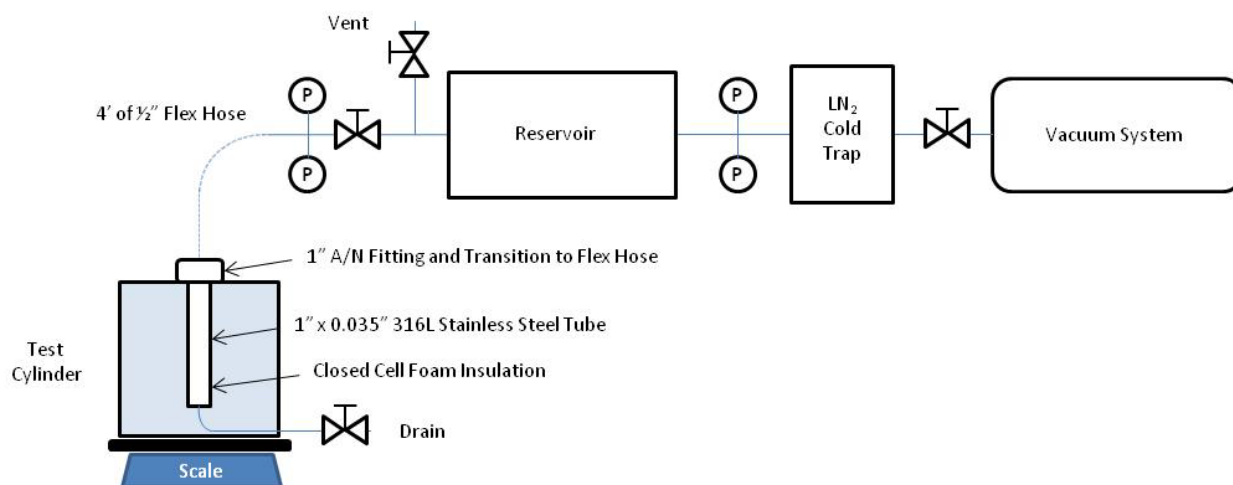 Vent
4′ of ½″ Flex Hose
P
P
Reservoir
P
P
LN₂
Cold
Trap
Vacuum System
1″ A/N Fitting and Transition to Flex Hose
1″ x 0.035″ 316L Stainless Steel Tube
Test
Cylinder
Closed Cell Foam Insulation
Drain
Scale